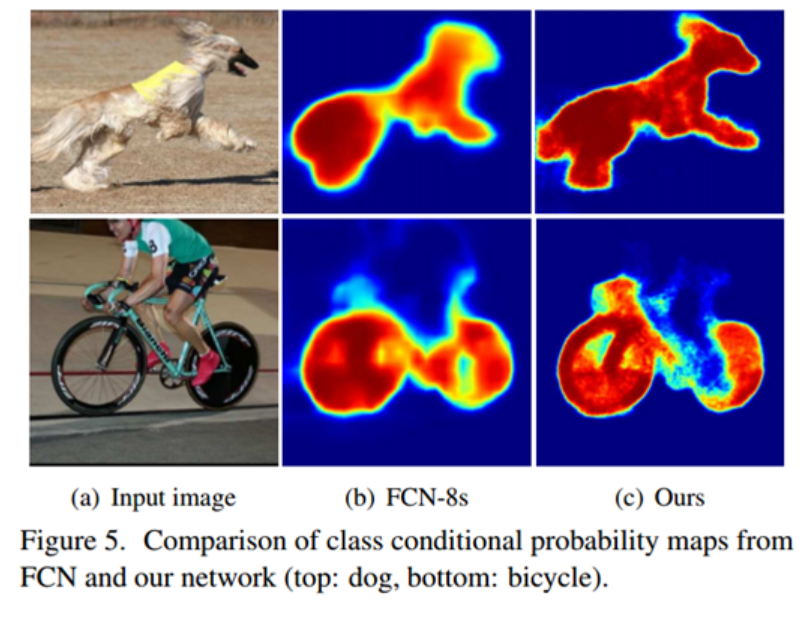 (a) Input image
(b) FCN-8s
(c) Ours
Figure 5. Comparison of class conditional probability maps from
FCN and our network (top: dog, bottom: bicycle).